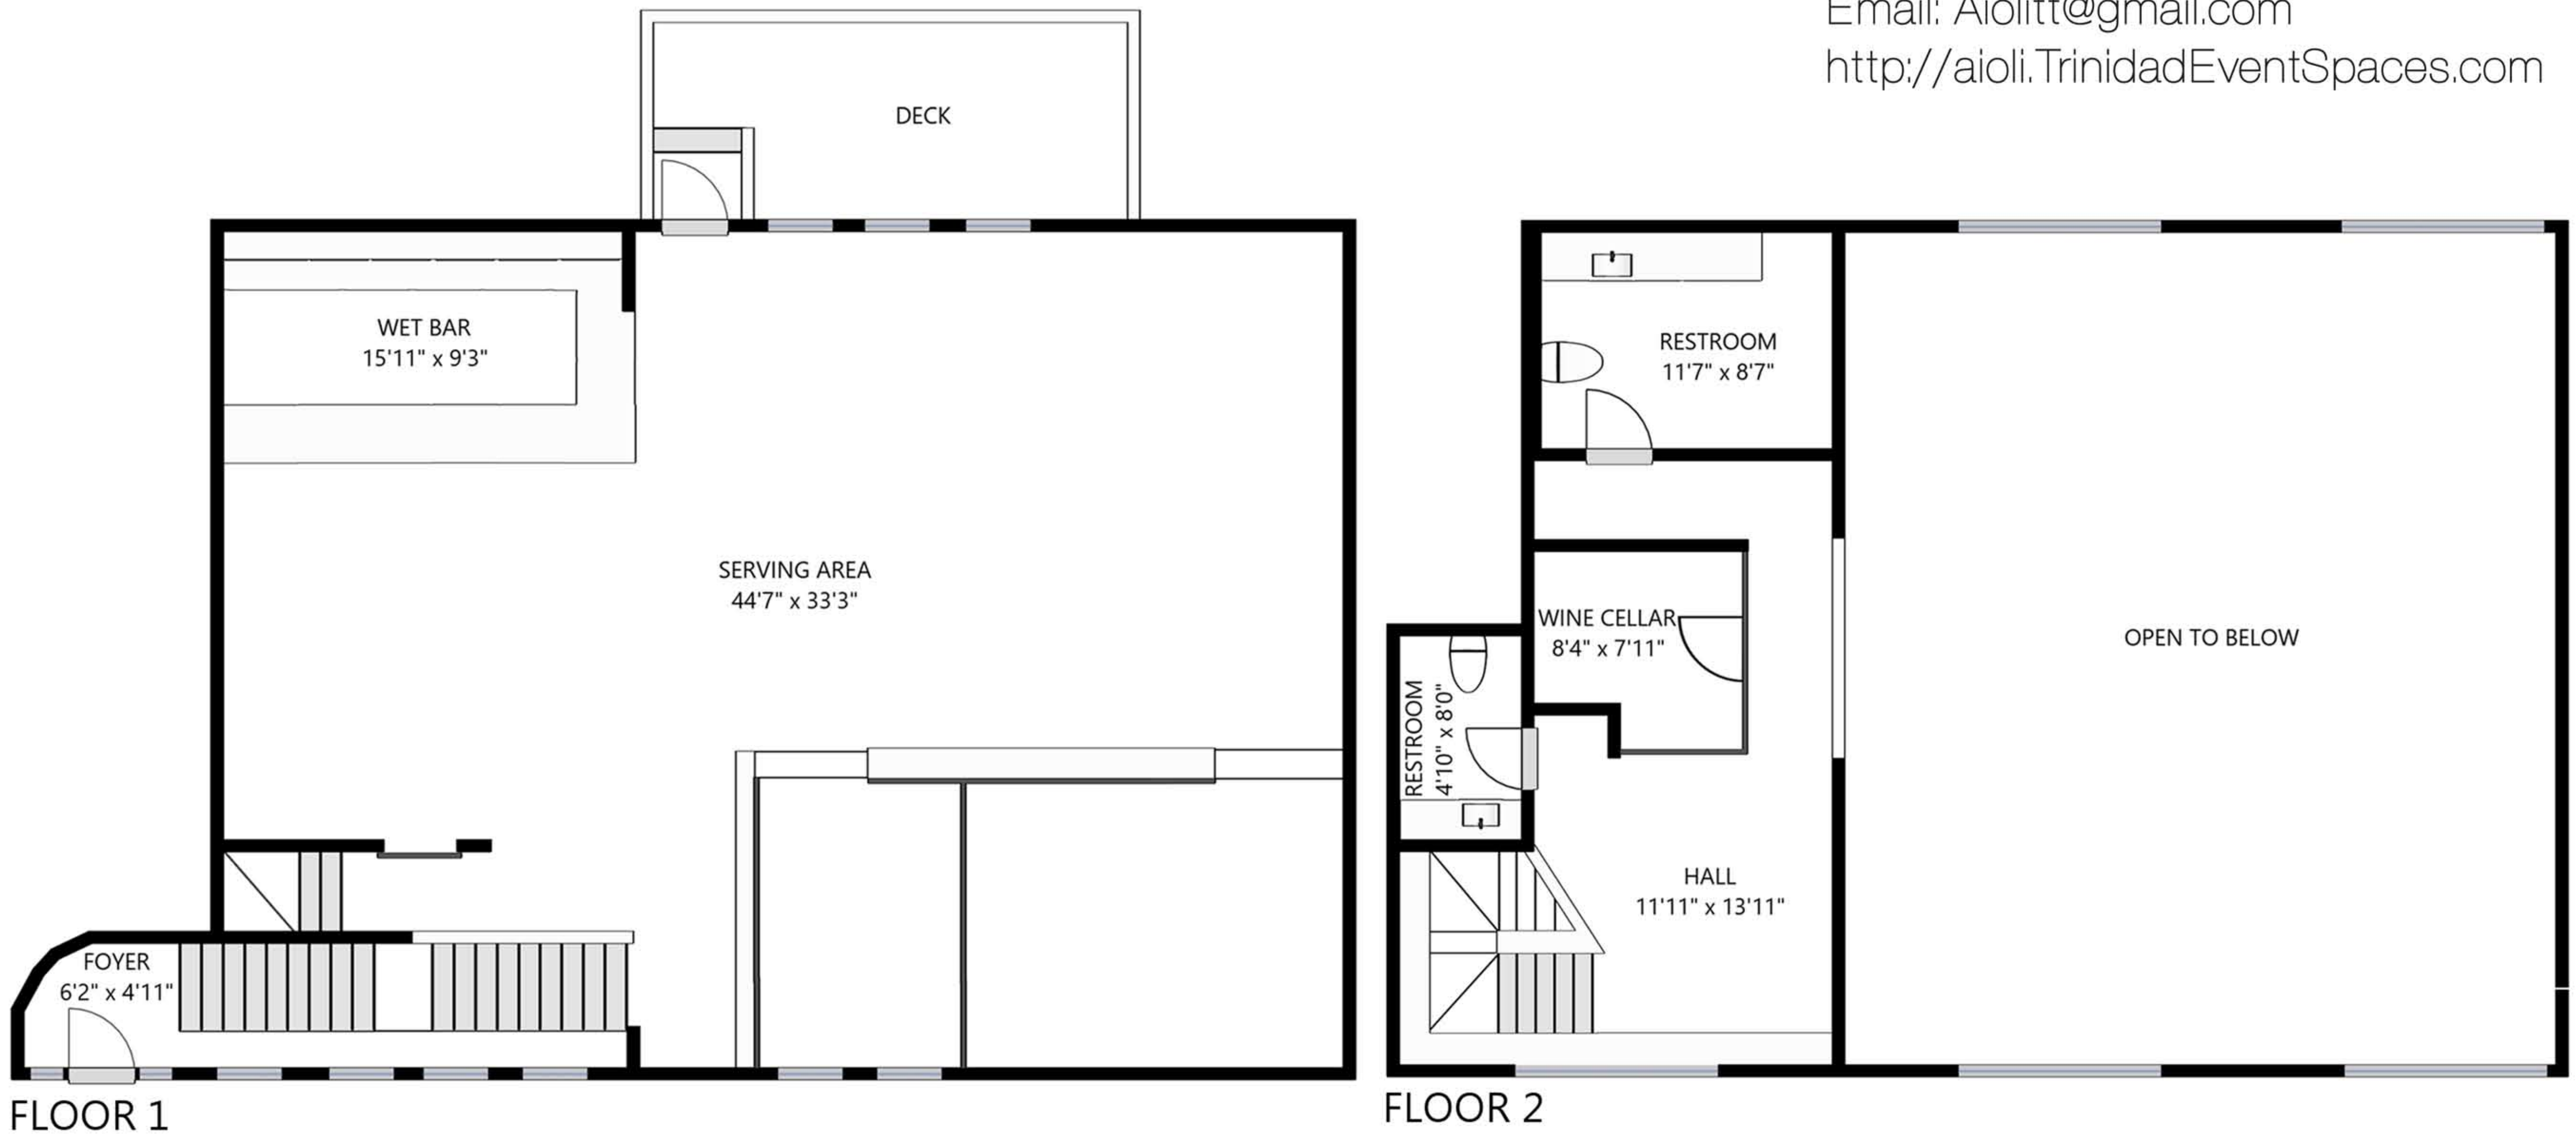 Email: Aiolitt@gmail.com
http://aioli.TrinidadEventSpaces.com
DECK
WET BAR
15'11" x 9'3"
SERVING AREA
44'7" x 33'3"
FOYER
6'2" x 4'11"
FLOOR 1
RESTROOM
11'7" x 8'7"
WINE CELLAR
8'4" x 7'11"
RESTROOM
4'10" x 8'0"
HALL
11'11" x 13'11"
OPEN TO BELOW
FLOOR 2